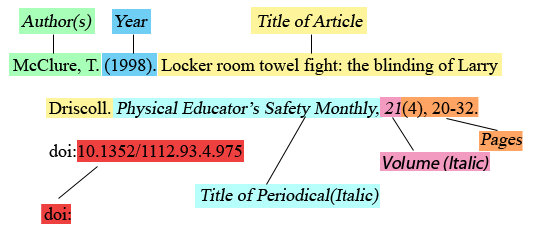 Author(s) Year Title of Article
McClure, T. (1998). Locker room towel fight: the blinding of Larry
Driscoll. Physical Educator's Safety Monthly, 21(4), 20-32.
doi:10.1352/1112.93.4.975
Pages
Volume (Italic)
Title of Periodical(Italic)
doi: